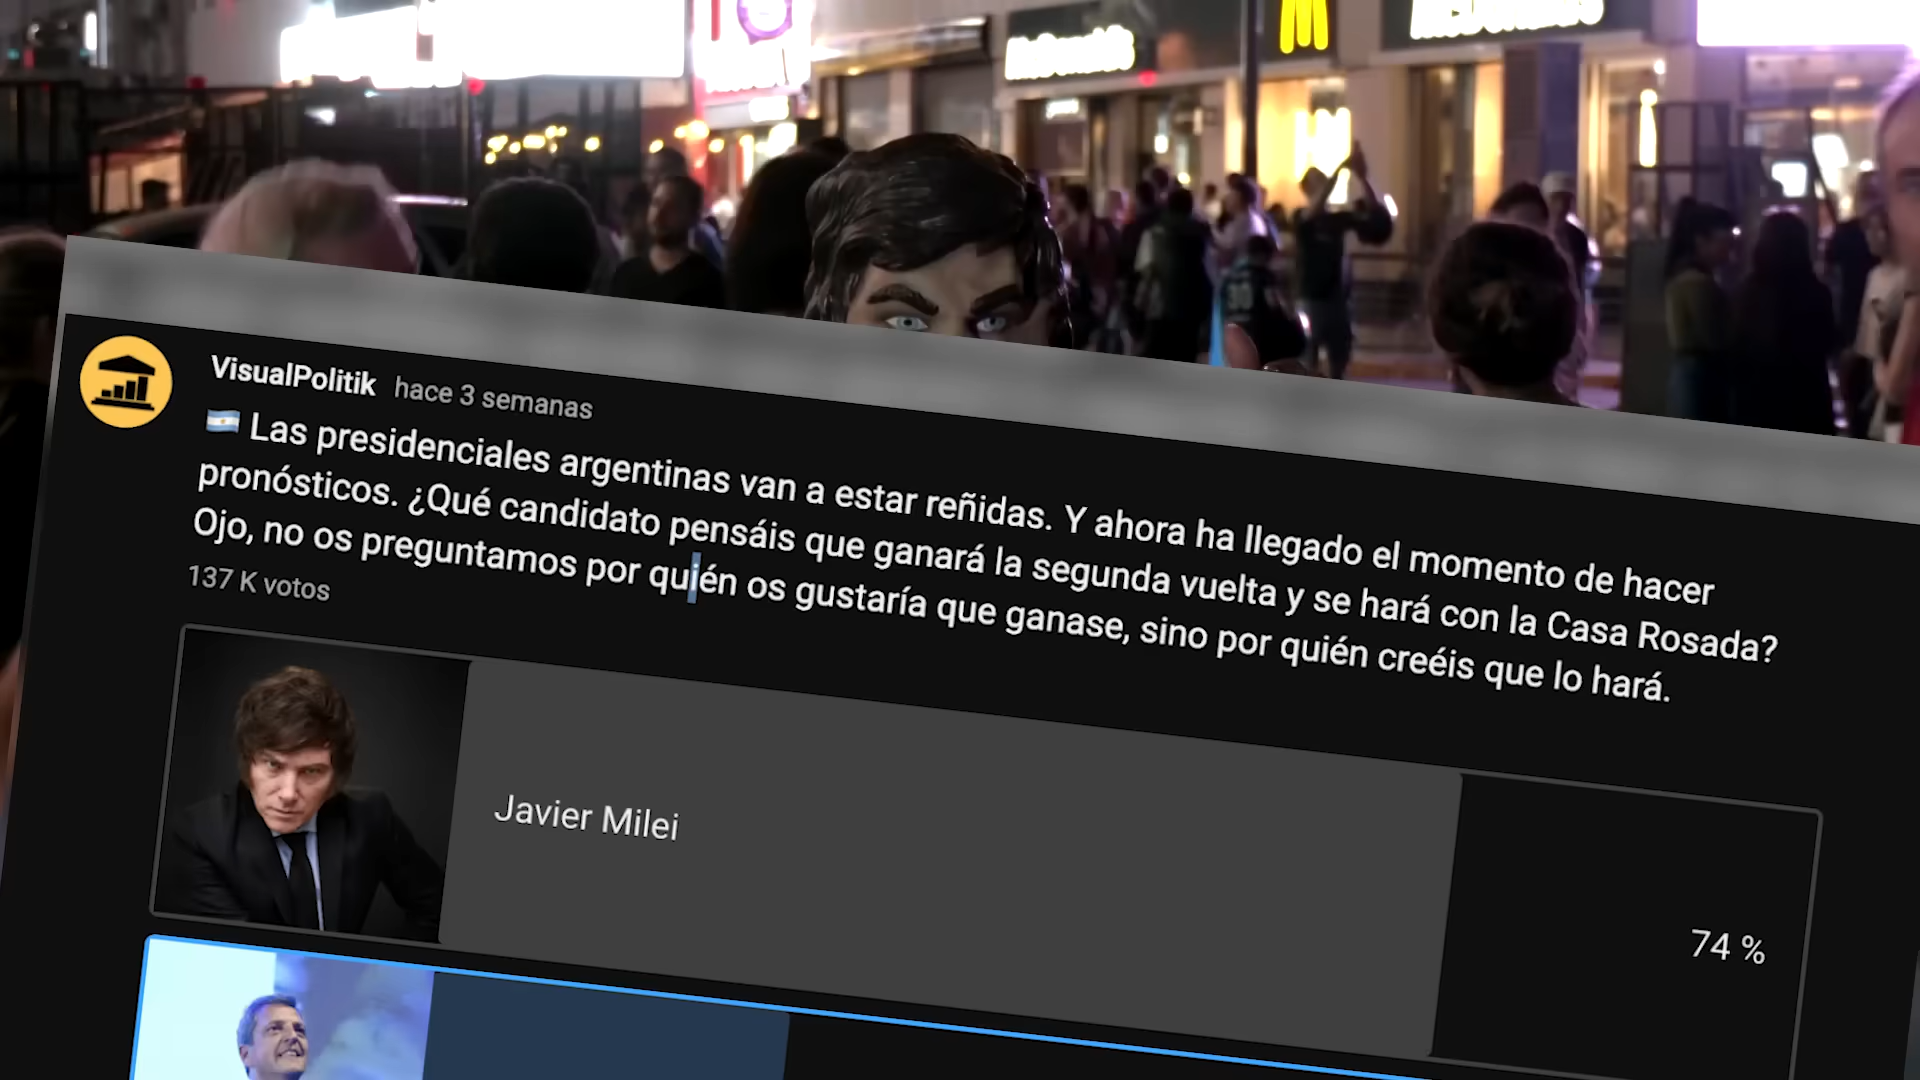 McDonald's
VisualPolitik hace 3 semanas
🇦🇷 Las presidenciales argentinas van a estar reñidas. Y ahora ha llegado el momento de hacer
pronósticos. ¿Qué candidato pensáis que ganará la segunda vuelta y se hará con la Casa Rosada?
Ojo, no os preguntamos por quién os gustaría que ganase, sino por quién creéis que lo hará.
137 K votos
Javier Milei
74 %